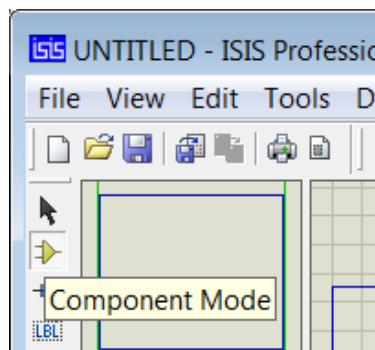 isis UNTITLED - ISIS Professio
File View Edit Tools D
Component Mode
LBL